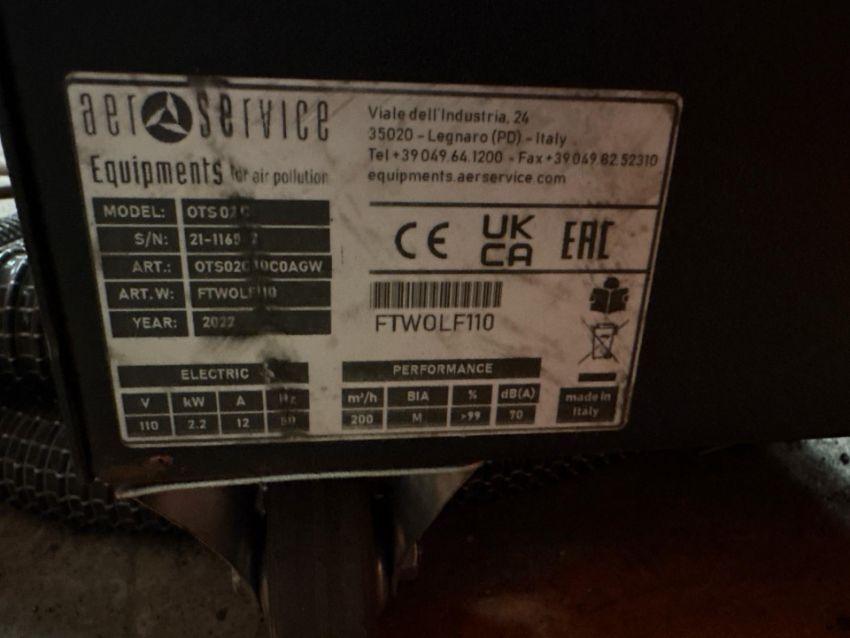 aer service
Equipments for air pollution
Viale dell'Industria, 24
35020 - Legnaro (PD) - Italy
Tel +39 049.64.1200 - Fax +39 049.82.52310
equipments.aerservice.com
MODEL:
S/N:
ART.:
ART. W: FTWOLF110
YEAR: 2022
CE UK CA EAC
FTWOLF110
ELECTRIC
V kW A Hz
110 2.2 12
PERFORMANCE
m³/h BIA % dB(A)
200 M >99 70
made in
Italy